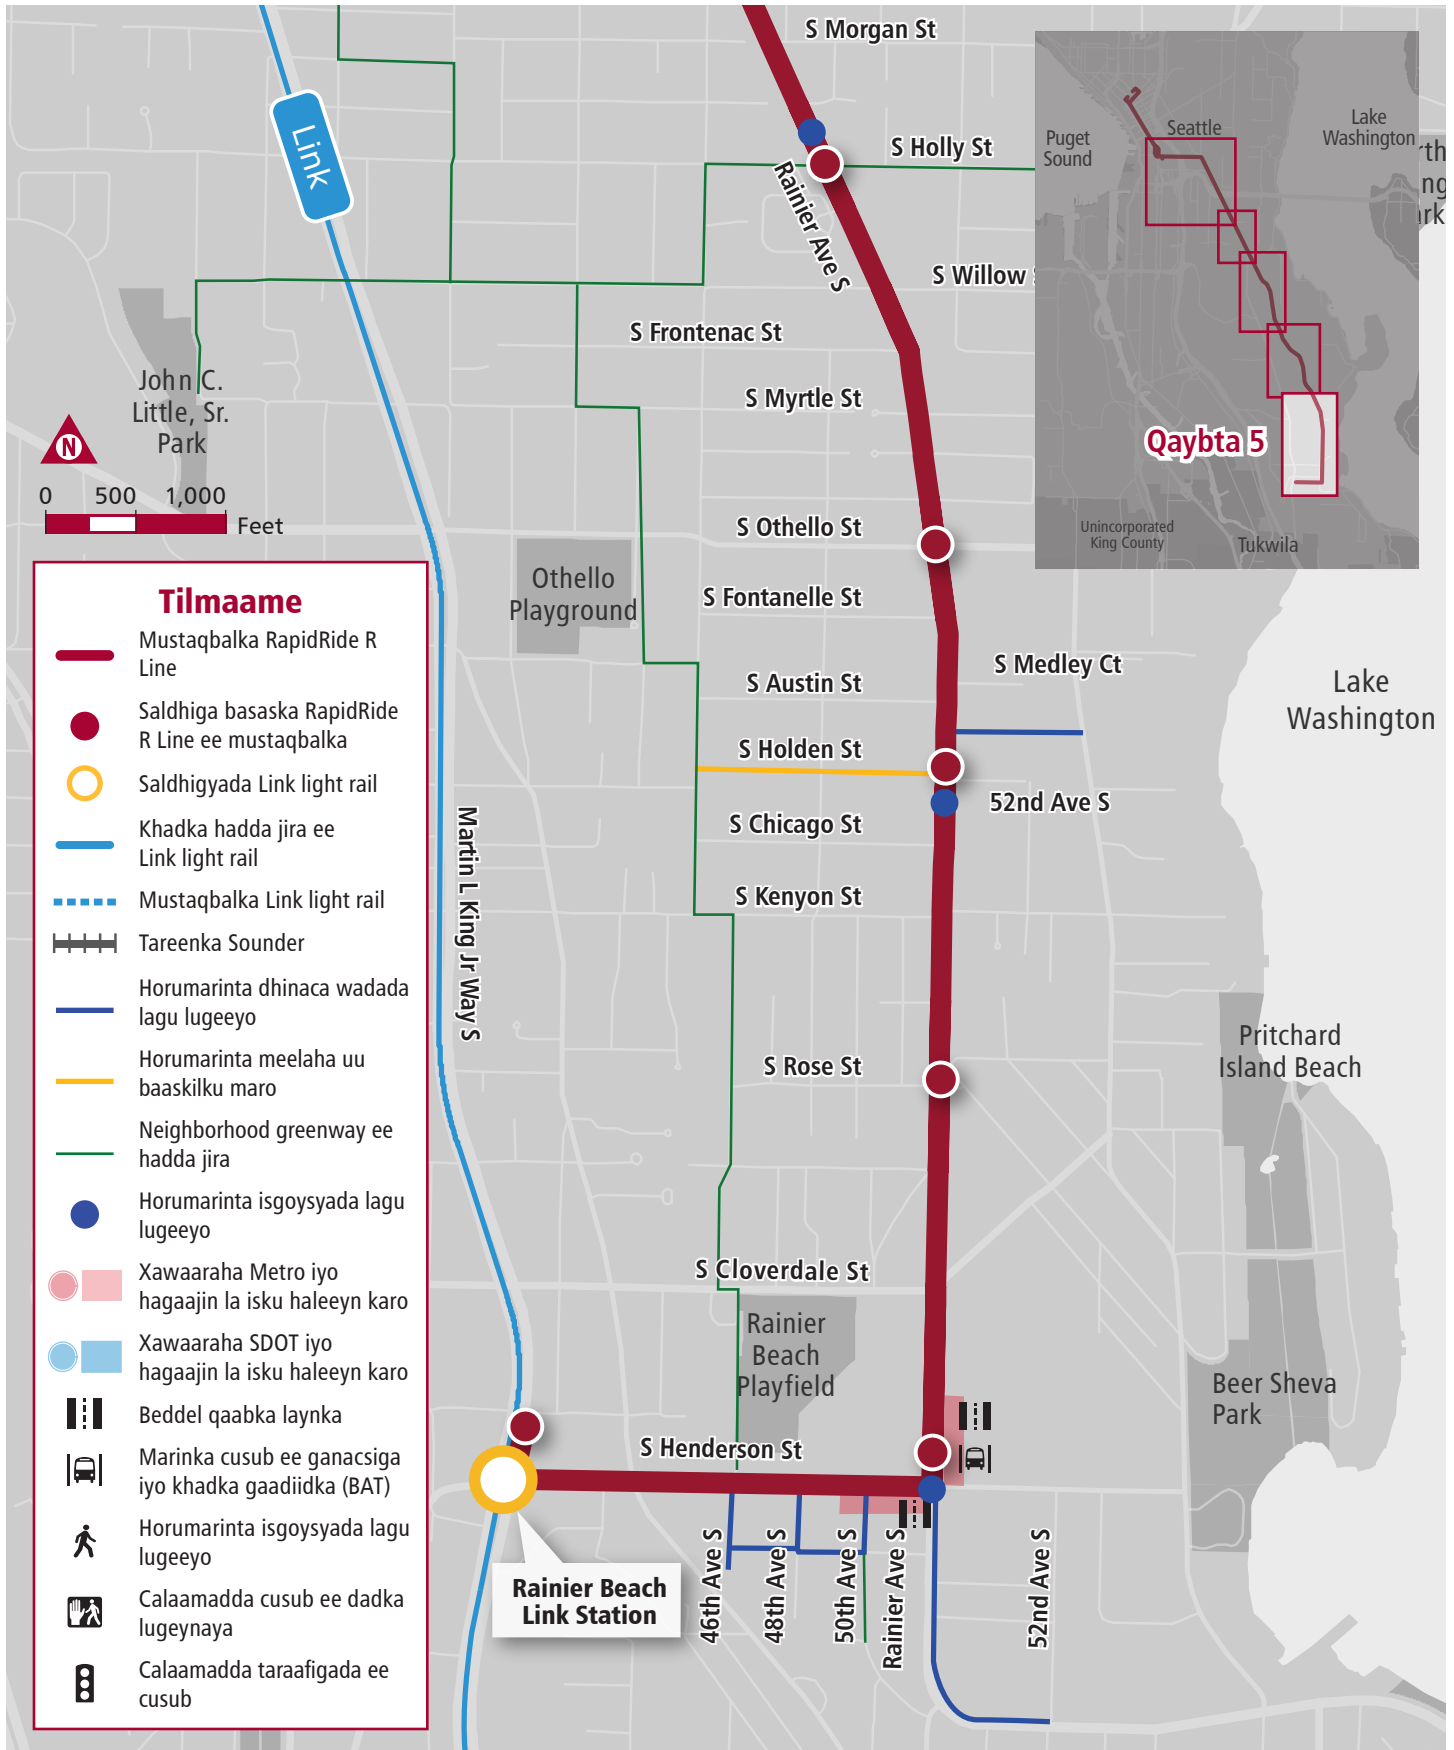 S Morgan St
Link
S Holly St
Rainier Ave S
S Willow
S Frontenac St
S Myrtle St
John C.
Little, Sr.
Park
N
0 500 1,000
Feet
S Othello St
Othello
Playground
S Fontanelle St
S Medley Ct
S Austin St
S Holden St
52nd Ave S
S Chicago St
S Kenyon St
Martin L King Jr Way S
S Rose St
Lake
Washington
Pritchard
Island Beach
S Cloverdale St
Rainier
Beach
Playfield
Beer Sheva
Park
S Henderson St
Rainier Beach
Link Station
46th Ave S
48th Ave S
50th Ave S
Rainier Ave S
52nd Ave S
Puget
Sound
Seattle
Lake
Washington
Qaybta 5
Unincorporated
King County
Tukwila
Tilmaame
Mustaqbalka RapidRide R
Line
Saldhiga basaska RapidRide
R Line ee mustaqbalka
Saldhigyada Link light rail
Khadka hadda jira ee
Link light rail
Mustaqbalka Link light rail
Tareenka Sounder
Horumarinta dhinaca wadada
lagu lugeeyo
Horumarinta meelaha uu
baaskilku maro
Neighborhood greenway ee
hadda jira
Horumarinta isgoysyada lagu
lugeeyo
Xawaaraha Metro iyo
hagaajin la isku haleeyn karo
Xawaaraha SDOT iyo
hagaajin la isku haleeyn karo
Beddel qaabka laynka
Marinka cusub ee ganacsiga
iyo khadka gaadiidka (BAT)
Horumarinta isgoysyada lagu
lugeeyo
Calaamadda cusub ee dadka
lugeynaya
Calaamadda taraafigada ee
cusub